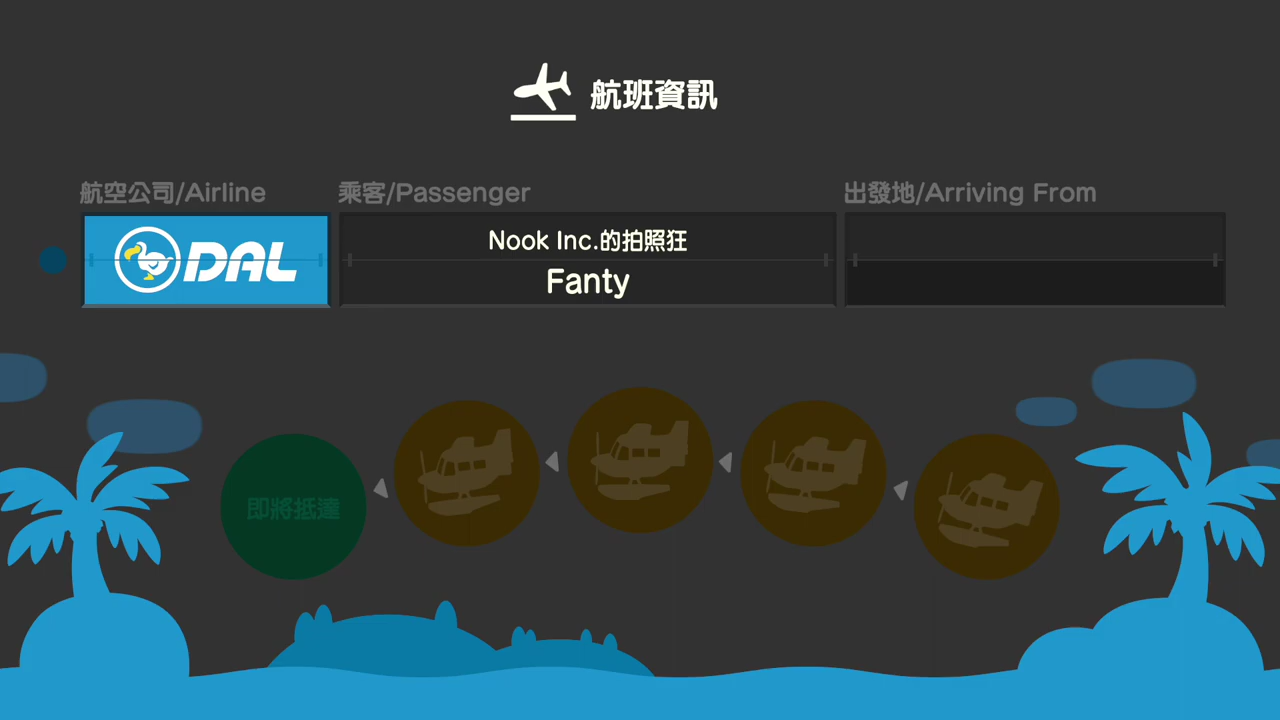 航班資訊
航空公司/Airline
乘客/Passenger
出發地/Arriving From
DAL
Nook Inc.的拍照狂
Fanty
即將抵達